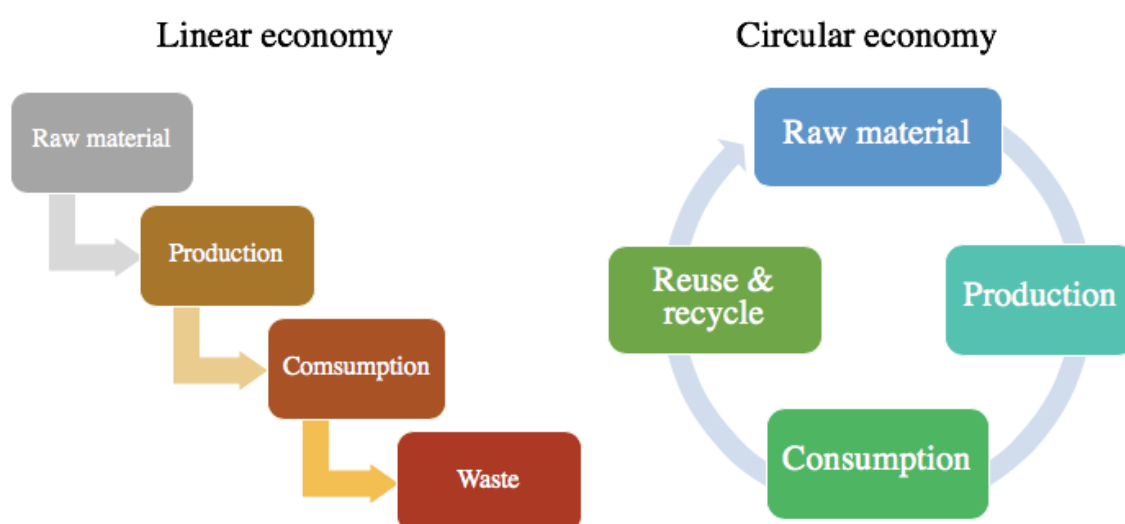 Linear economy
Raw material
Production
Comsumption
Waste
Circular economy
Raw material
Production
Consumption
Reuse &
recycle